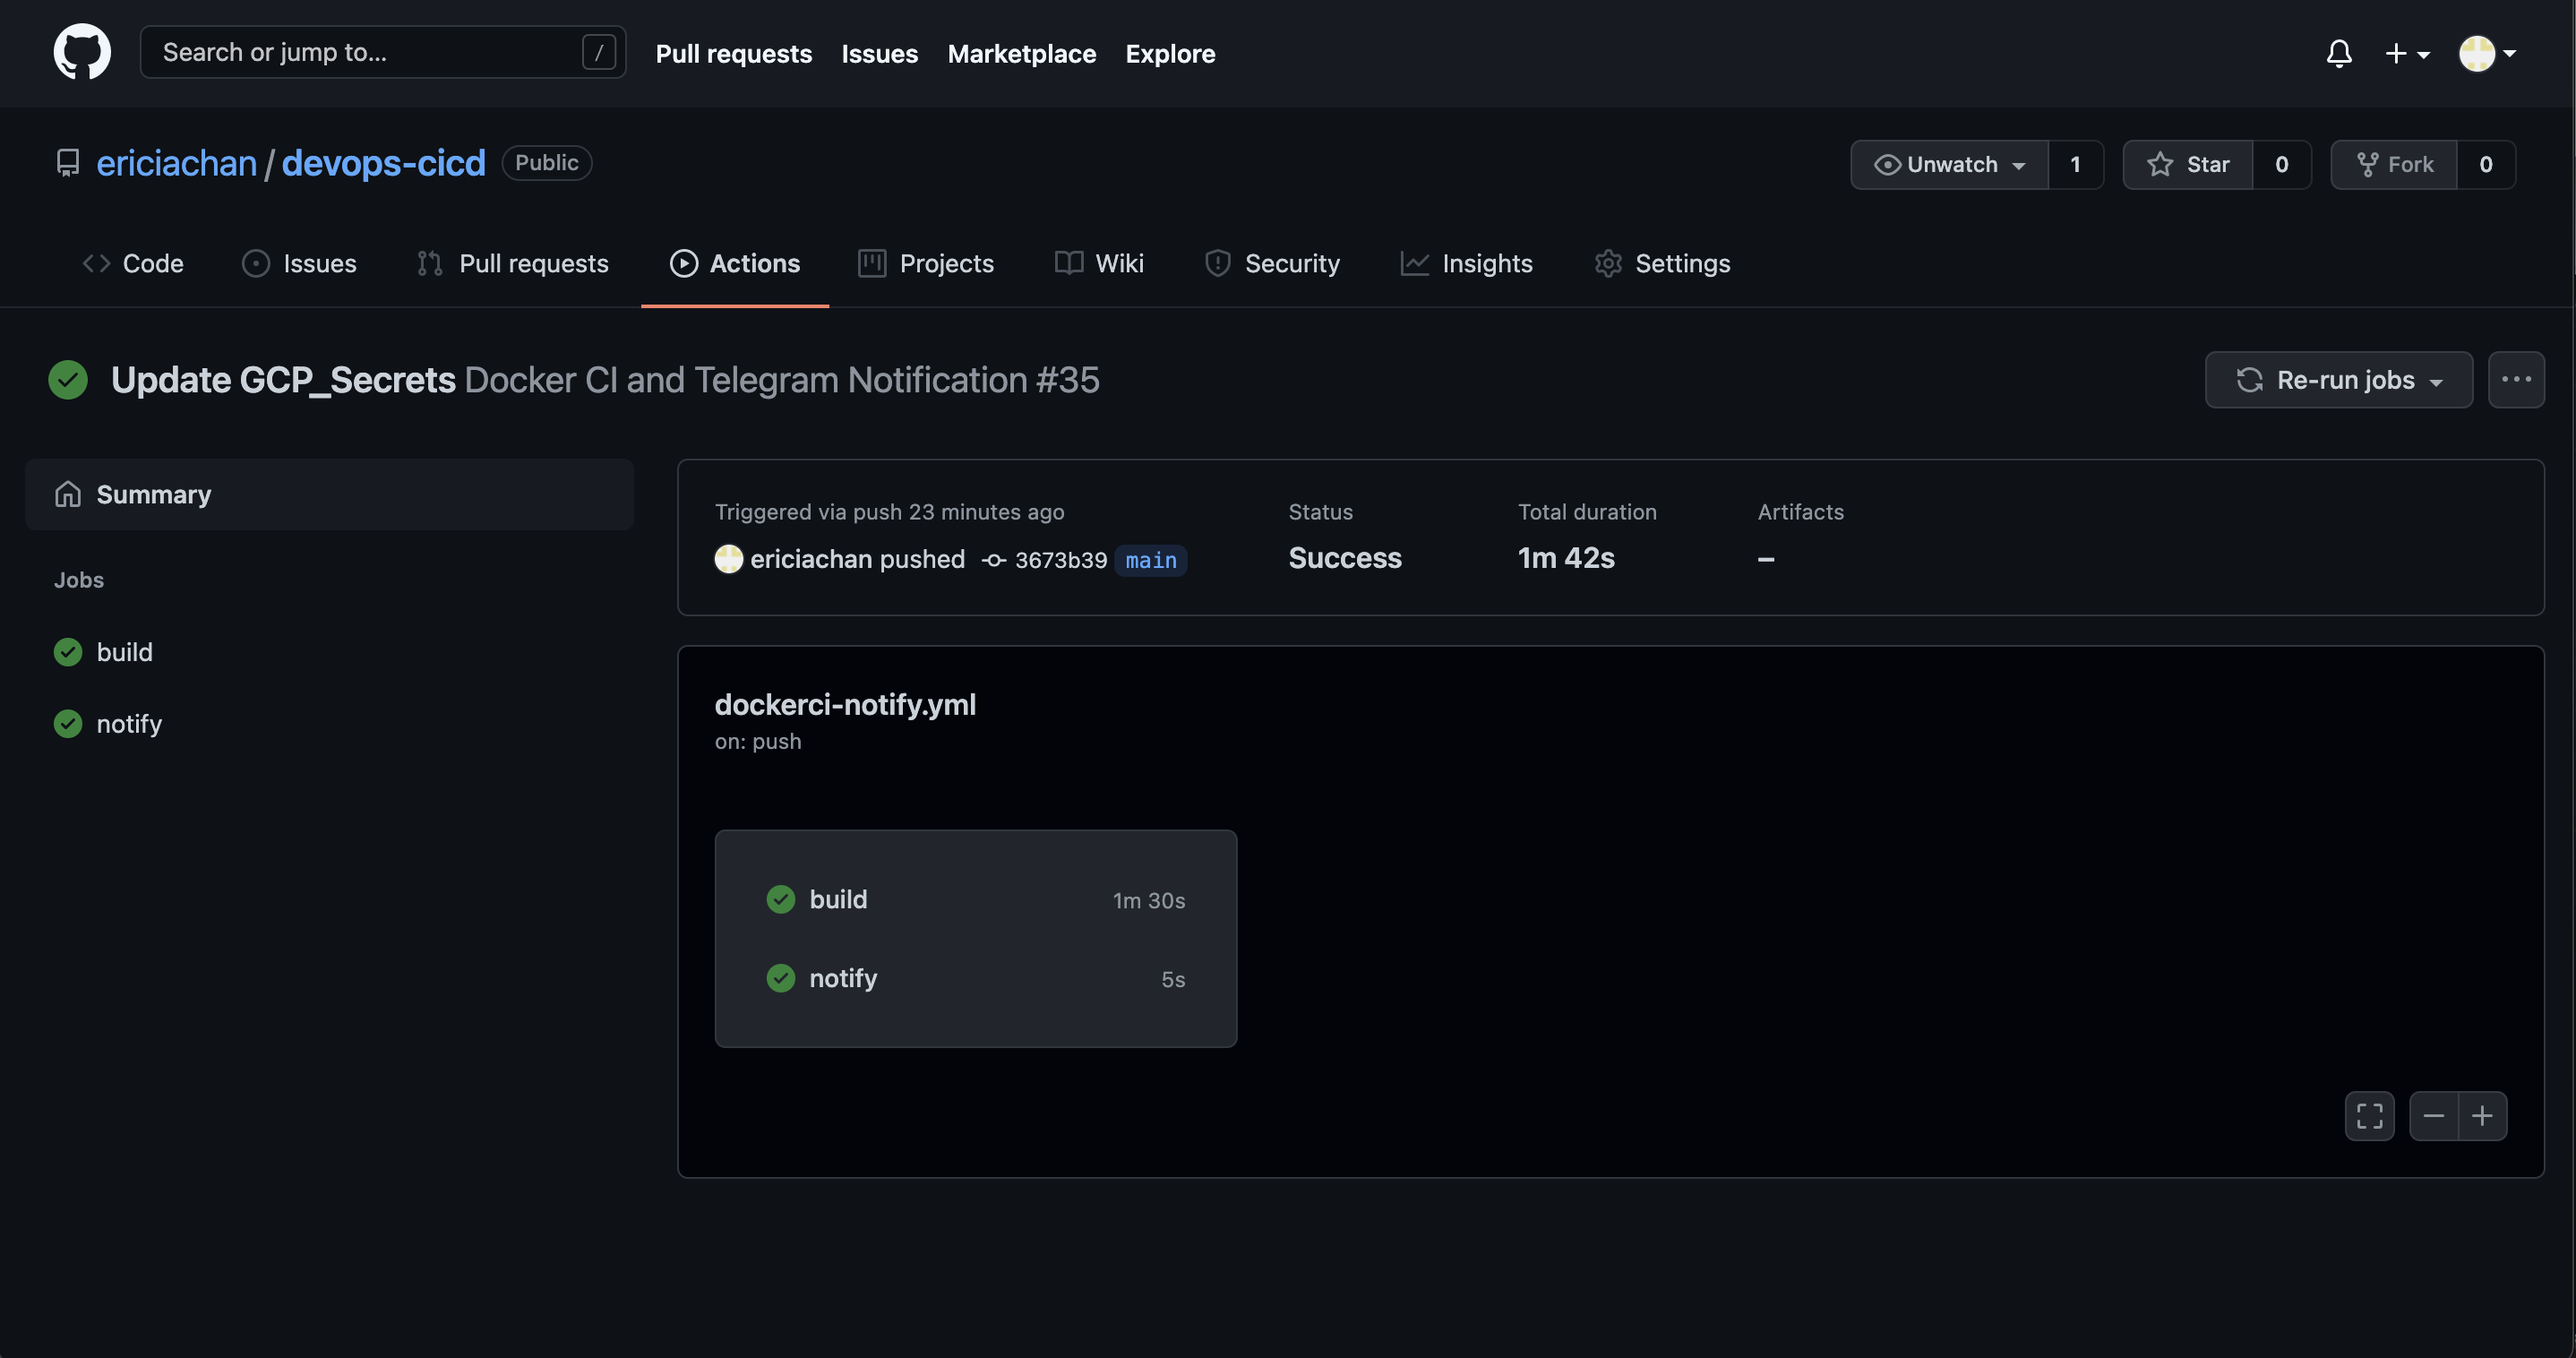 Search or jump to... /
Pull requests
Issues
Marketplace
Explore
ericiachan / devops-cicd Public
Unwatch 1
Star 0
Fork 0
Code
Issues
Pull requests
Actions
Projects
Wiki
Security
Insights
Settings
Update GCP_Secrets Docker CI and Telegram Notification #35
Re-run jobs
Summary
Jobs
build
notify
Triggered via push 23 minutes ago
ericiachan pushed 3673b39 main
Status
Success
Total duration
1m 42s
Artifacts
–
dockerci-notify.yml
on: push
build 1m 30s
notify 5s